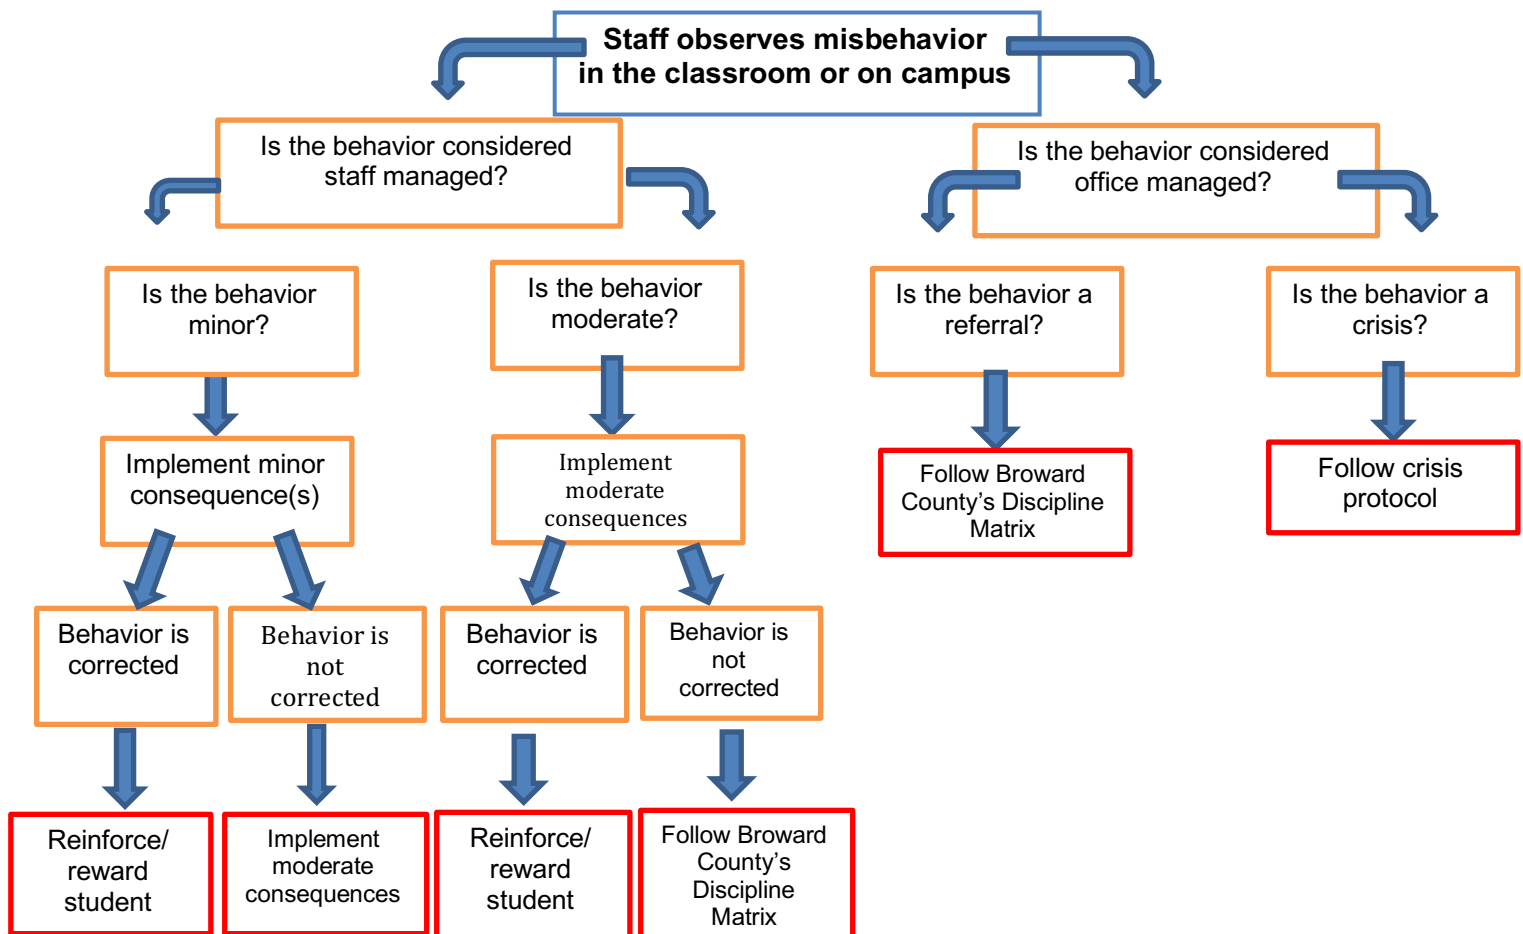 Staff observes misbehavior
in the classroom or on campus
Is the behavior considered
staff managed?
Is the behavior considered
office managed?
Is the behavior
minor?
Is the behavior
moderate?
Is the behavior a
referral?
Is the behavior a
crisis?
Implement minor
consequence(s)
Implement
moderate
consequences
Follow Broward
County’s Discipline
Matrix
Follow crisis
protocol
Behavior is
corrected
Behavior is
not
corrected
Behavior is
corrected
Behavior is
not
corrected
Reinforce/
reward
student
Implement
moderate
consequences
Reinforce/
reward
student
Follow Broward
County’s
Discipline
Matrix